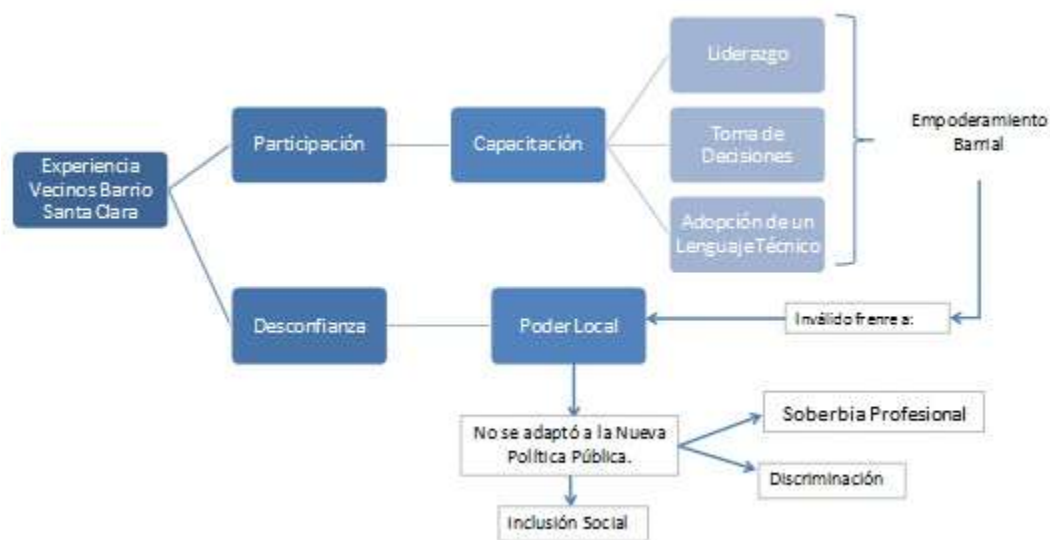 Experiencia
Vecinos Barrio
Santa Clara
Participación
Capacitación
Liderazgo
Toma de
Decisiones
Adopción de un
Lenguaje Técnico
Empoderamiento
Barrial
Desconfianza
Poder Local
Inválido frenre a:
No se adaptó a la Nueva
Política Pública.
Soberbia Profesional
Discriminación
Inclusión Social